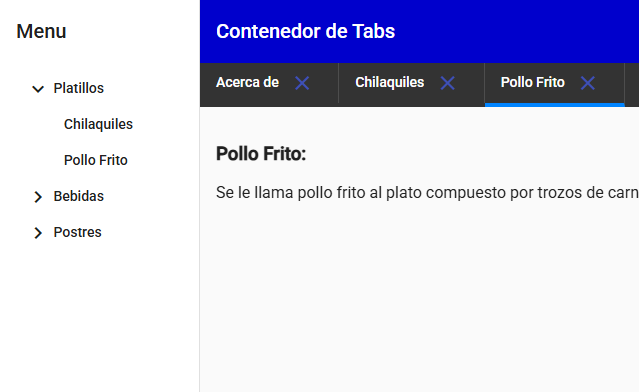 Menu
Platillos
Chilaquiles
Pollo Frito
Bebidas
Postres
Contenedor de Tabs
Acerca de
Chilaquiles
Pollo Frito
Pollo Frito:
Se le llama pollo frito al plato compuesto por trozos de carn